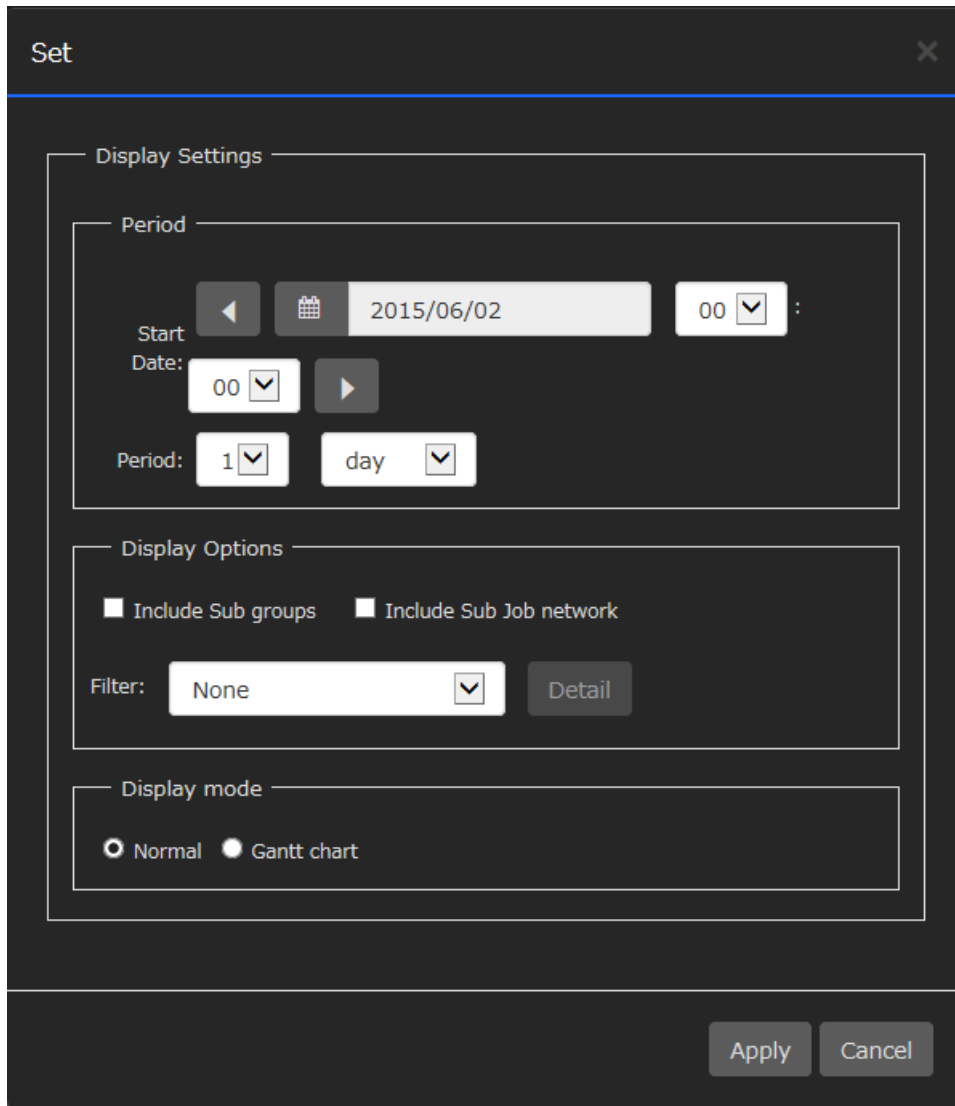 Set
Display Settings
Period
Start Date:
2015/06/02
00 :
00
Period: 1 day
Display Options
Include Sub groups Include Sub Job network
Filter: None Detail
Display mode
Normal Gantt chart
Apply Cancel